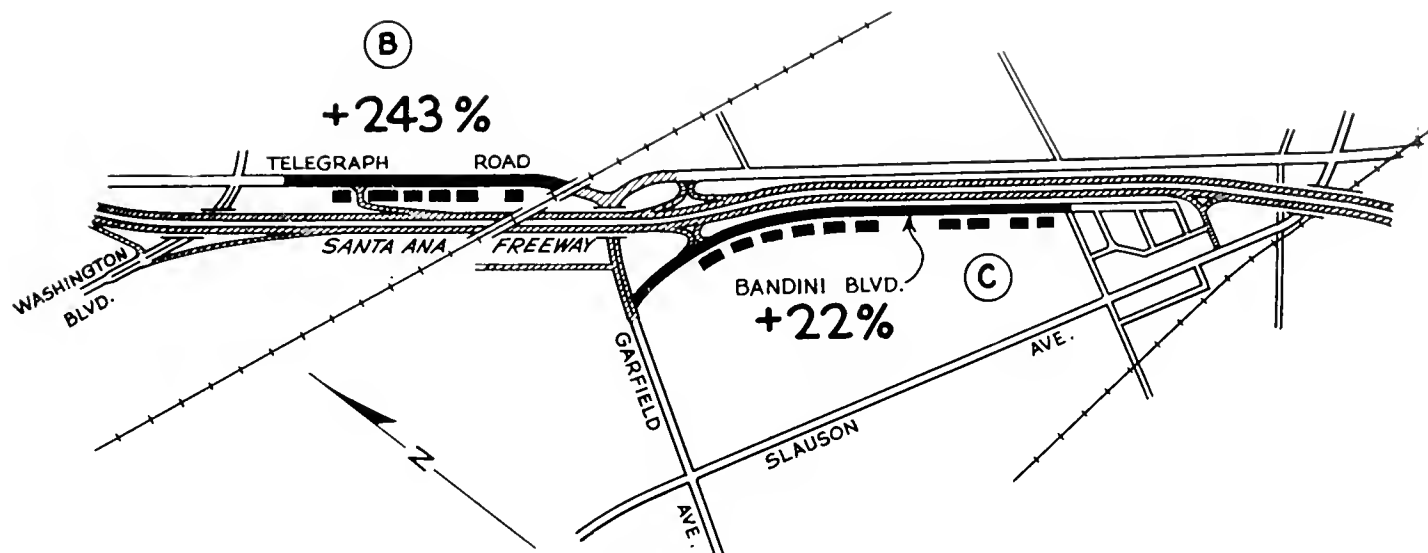 B
+243%
TELEGRAPH ROAD
SANTA ANA FREEWAY
WASHINGTON
BLVD.
BANDINI BLVD.
+22%
C
GARFIELD
AVE.
SLAUSON
AVE.
N